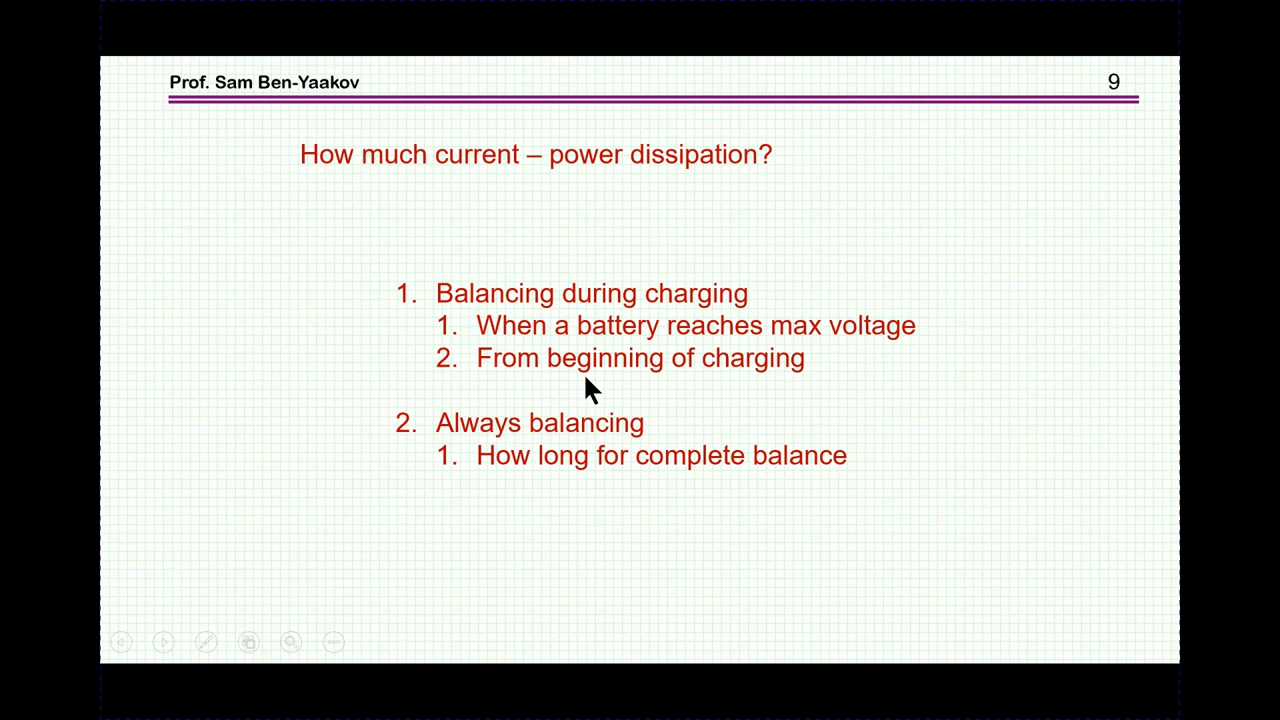 Prof. Sam Ben-Yaakov
9
How much current – power dissipation?
1. Balancing during charging
1. When a battery reaches max voltage
2. From beginning of charging
2. Always balancing
1. How long for complete balance